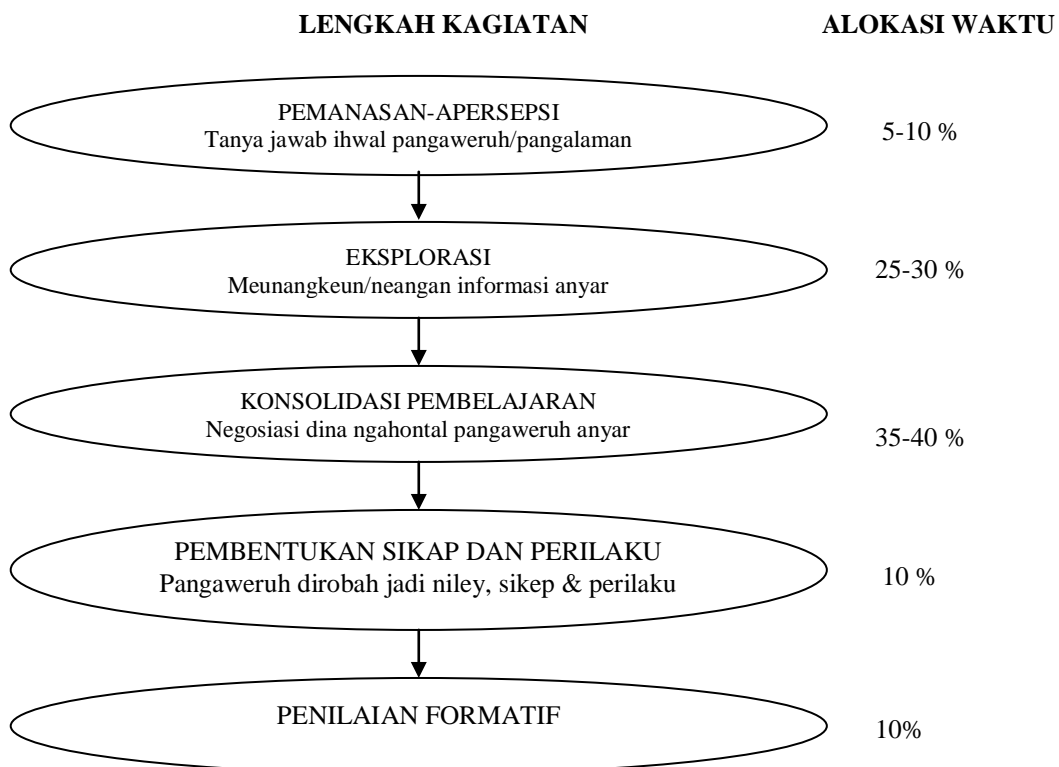 LENGKAH KAGIATAN ALOKASI WAKTU
PEMANASAN-APERSEPSI
Tanya jawab ihwal pangaweruh/pangalaman
5-10 %
EKSPLORASI
Meunangkeun/neangan informasi anyar
25-30 %
KONSOLIDASI PEMBELAJARAN
Negosiasi dina ngahontal pangaweruh anyar
35-40 %
PEMBENTUKAN SIKAP DAN PERILAKU
Pangaweruh dirobah jadi niley, sikep & perilaku
10 %
PENILAIAN FORMATIF
10%